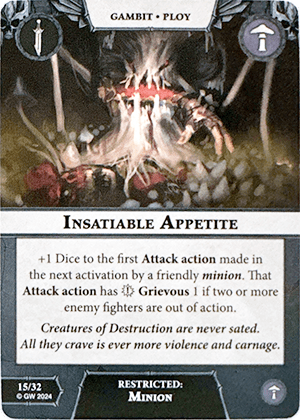 GAMBIT • PLOY
INSATIABLE APPETITE
+1 Dice to the first Attack action made in
the next activation by a friendly minion. That
Attack action has Grievous 1 if two or more
enemy fighters are out of action.
Creatures of Destruction are never sated.
All they crave is ever more violence and carnage.
15/32
© GW 2024
RESTRICTED:
MINION